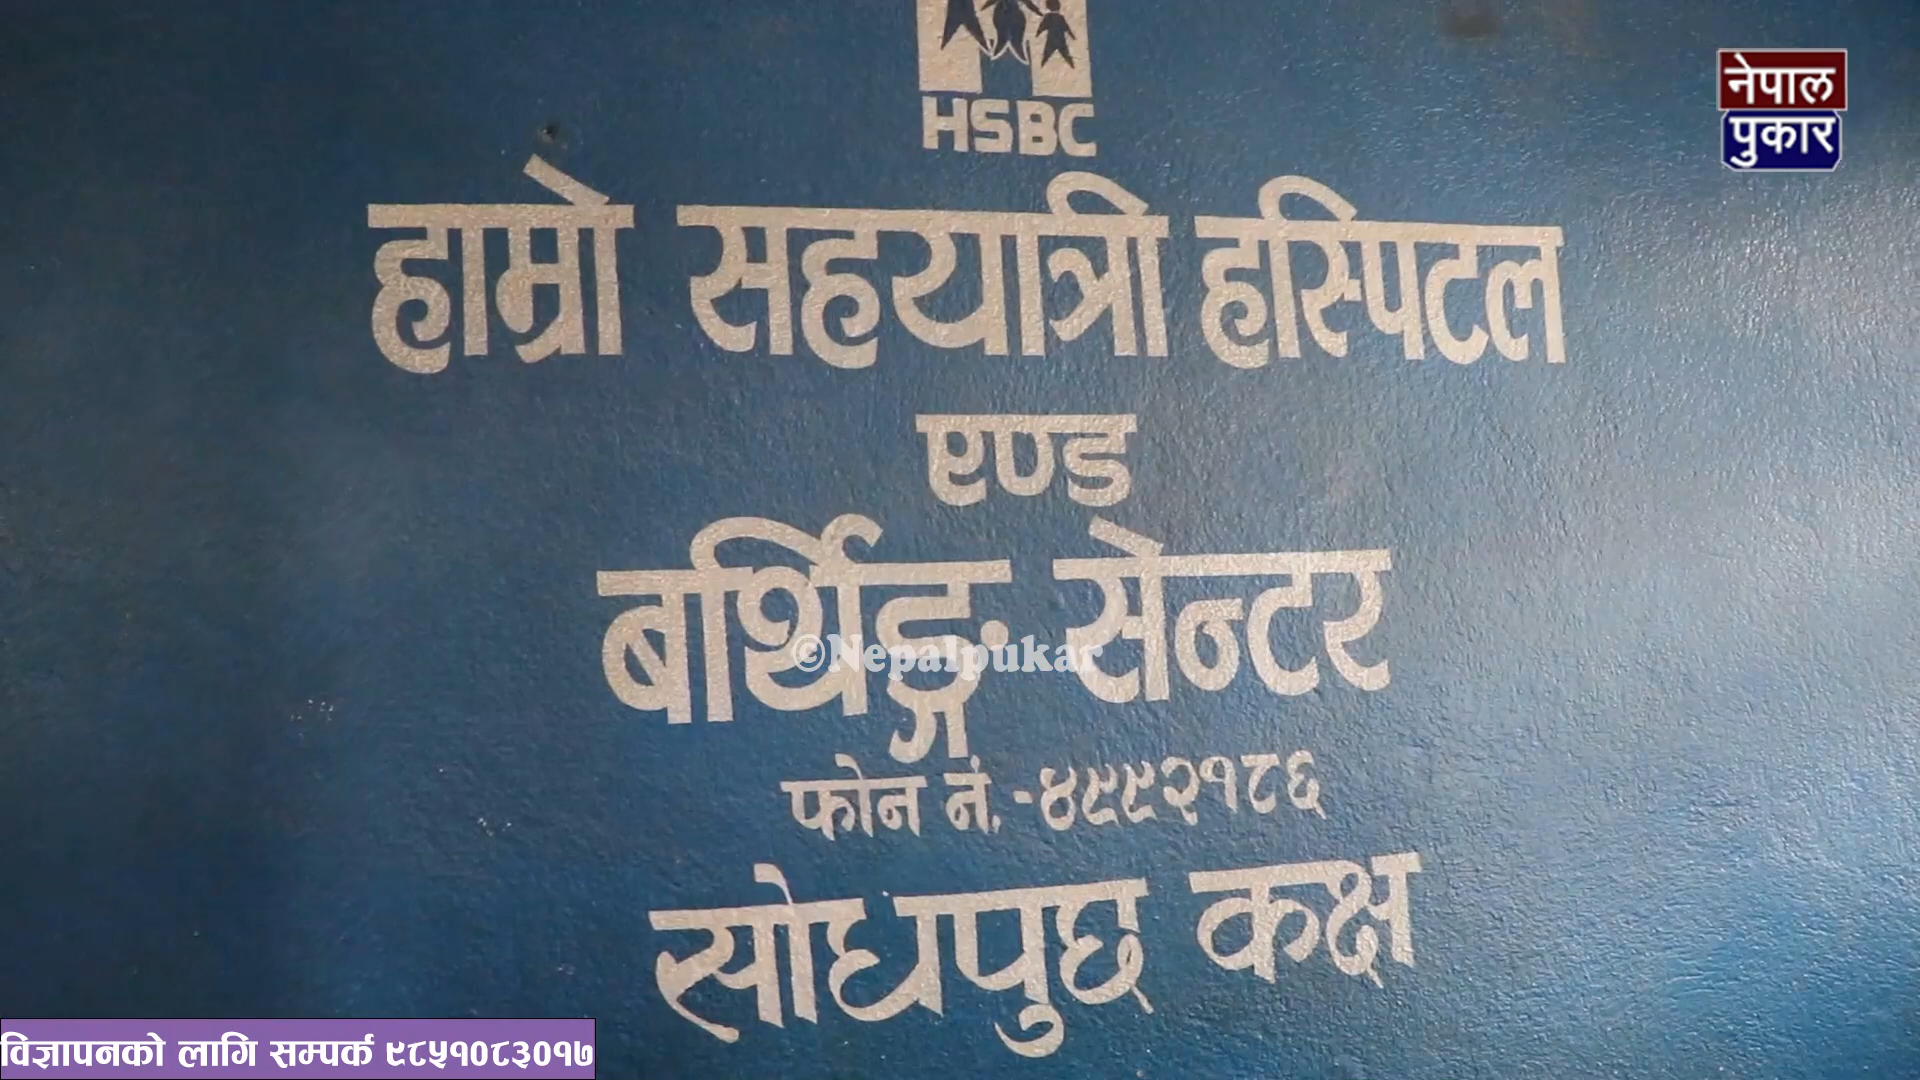 HSBC
नेपाल
पुकार
हाम्रो सहयात्री हस्पिटल
एण्ड
बर्थिङ्ग सेन्टर
©Nepalpukar
फोन नं.-४९९२१८६
सोधपुछ कक्ष
विज्ञापनको लागि सम्पर्क ९८५१०८३०१७